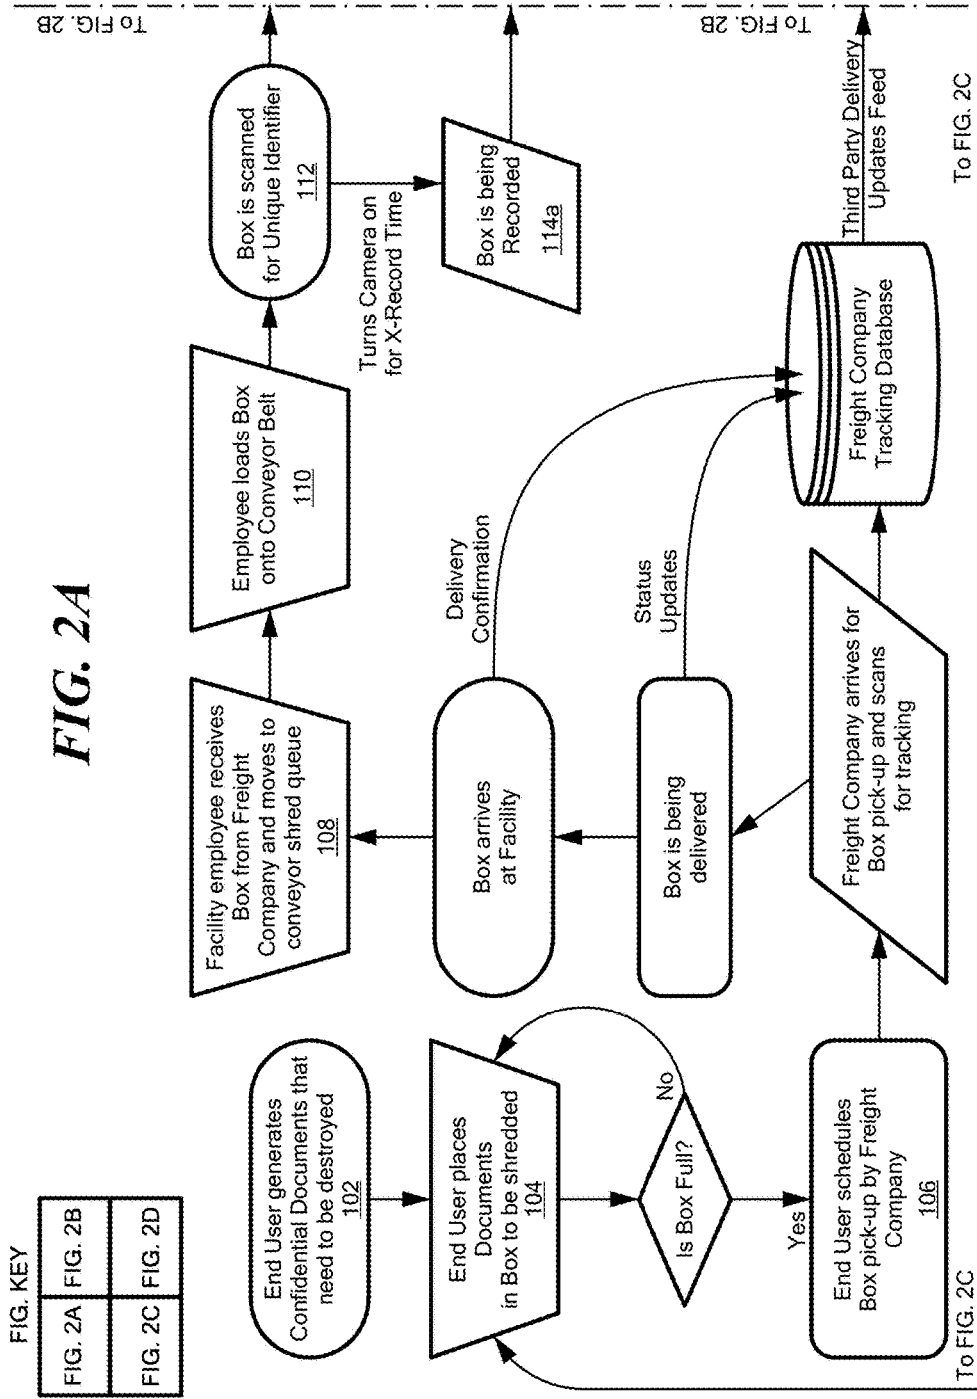 FIG. 2A
FIG. KEY
FIG. 2A
FIG. 2B
FIG. 2C
FIG. 2D
End User generates
Confidential Documents that
need to be destroyed
102
End User places
Documents
in Box to be shredded
104
Is Box Full?
No
Yes
End User schedules
Box pick-up by Freight
Company
106
To FIG. 2C
Freight Company arrives for
Box pick-up and scans
for tracking
Box is being
delivered
Box arrives
at Facility
Facility employee receives
Box from Freight
Company and moves to
conveyor shred queue
108
Status
Updates
Delivery
Confirmation
Freight Company
Tracking Database
Employee loads Box
onto Conveyor Belt
110
Box is scanned
for Unique Identifier
112
Turns Camera on
for X-Record Time
Box is being
Recorded
114a
Third Party Delivery
Updates Feed
To FIG. 2B
To FIG. 2B
To FIG. 2C